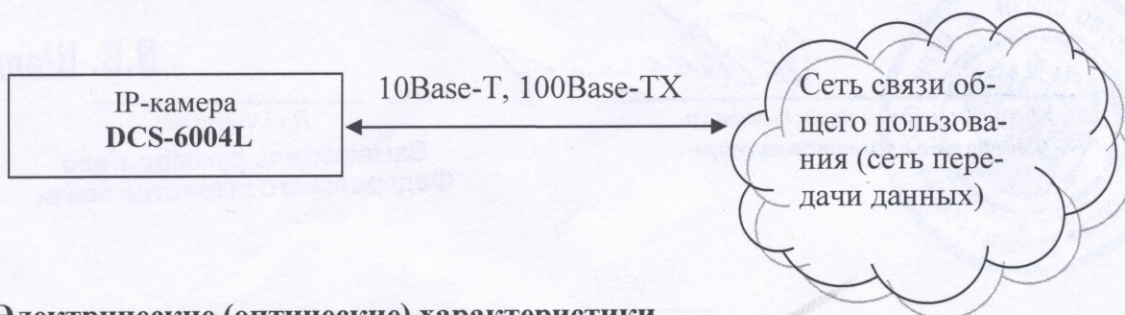 IP-камера
DCS-6004L
10Base-T, 100Base-TX
Сеть связи об-
щего пользова-
ния (сеть пере-
дачи данных)
Электрические (оптические) характеристики